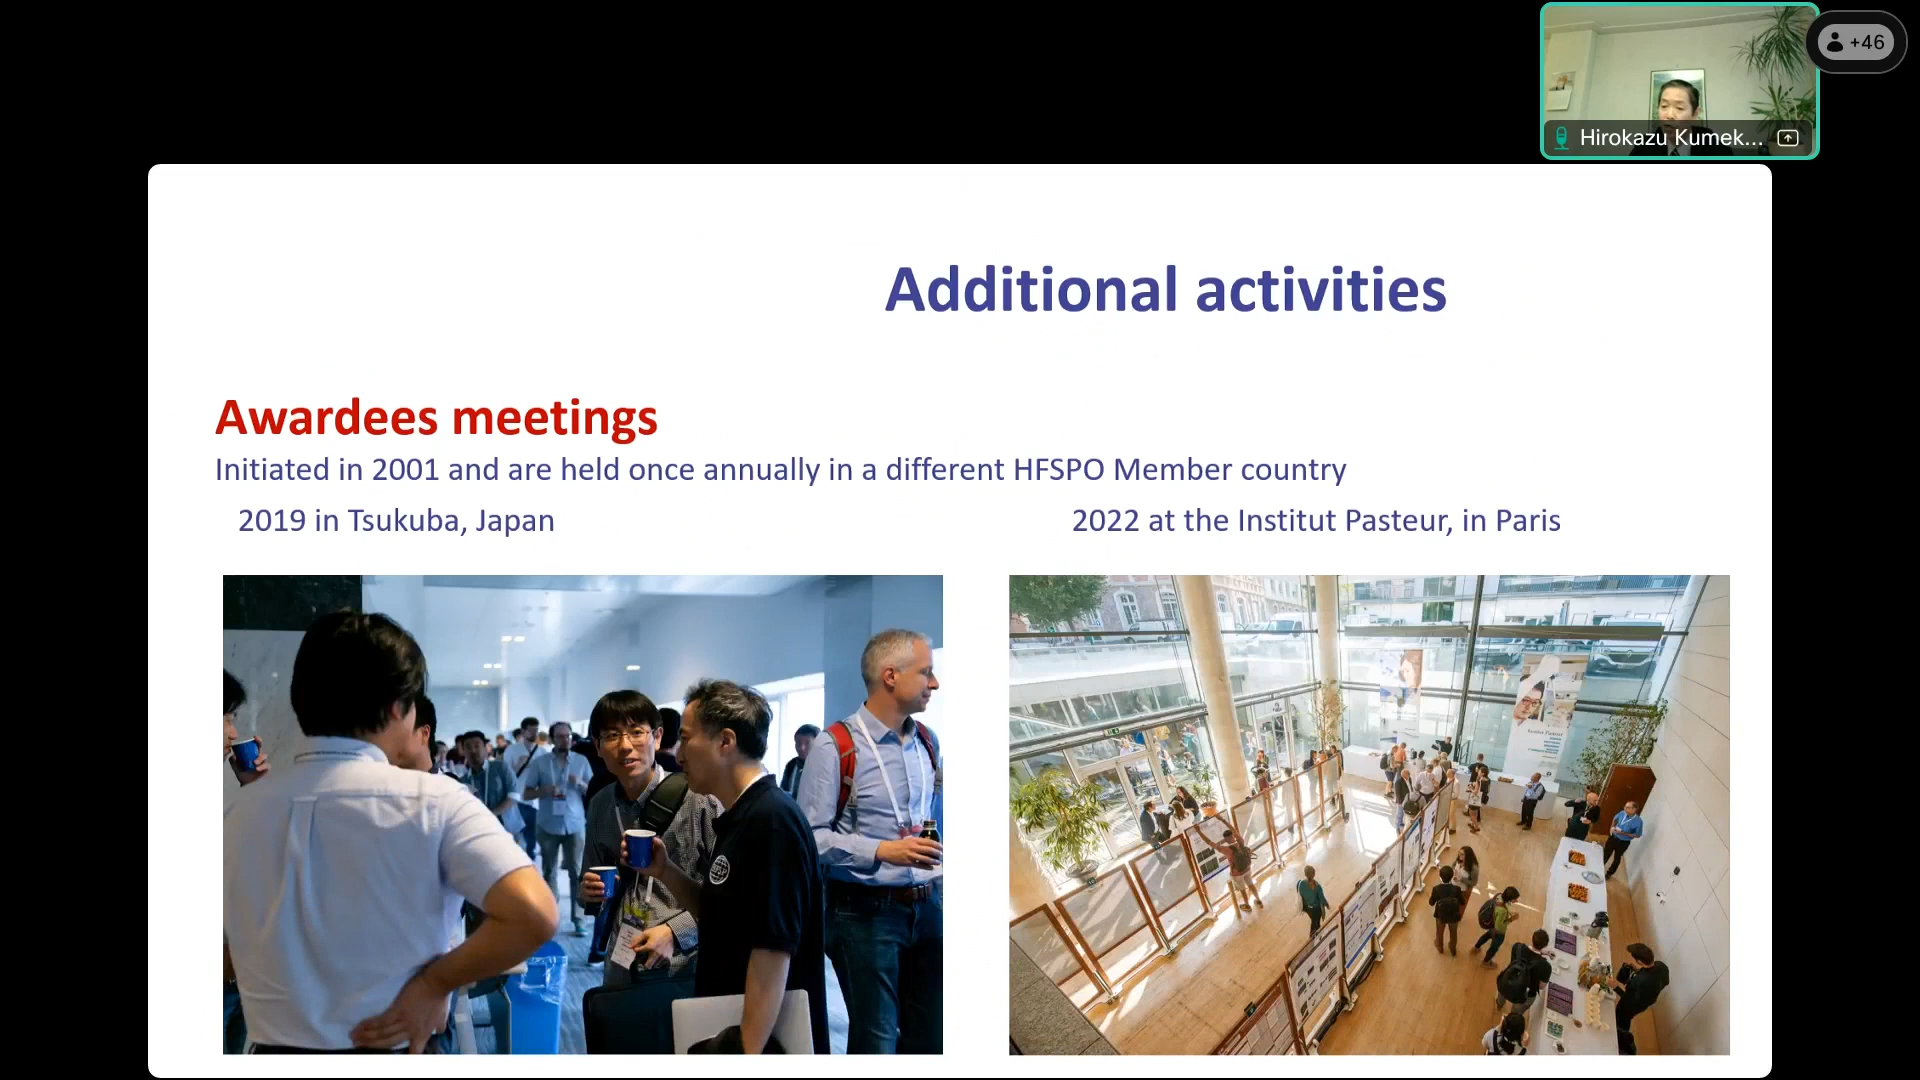 +46
Hirokazu Kumek...
Additional activities
Awardees meetings
Initiated in 2001 and are held once annually in a different HFSPO Member country
2019 in Tsukuba, Japan
2022 at the Institut Pasteur, in Paris